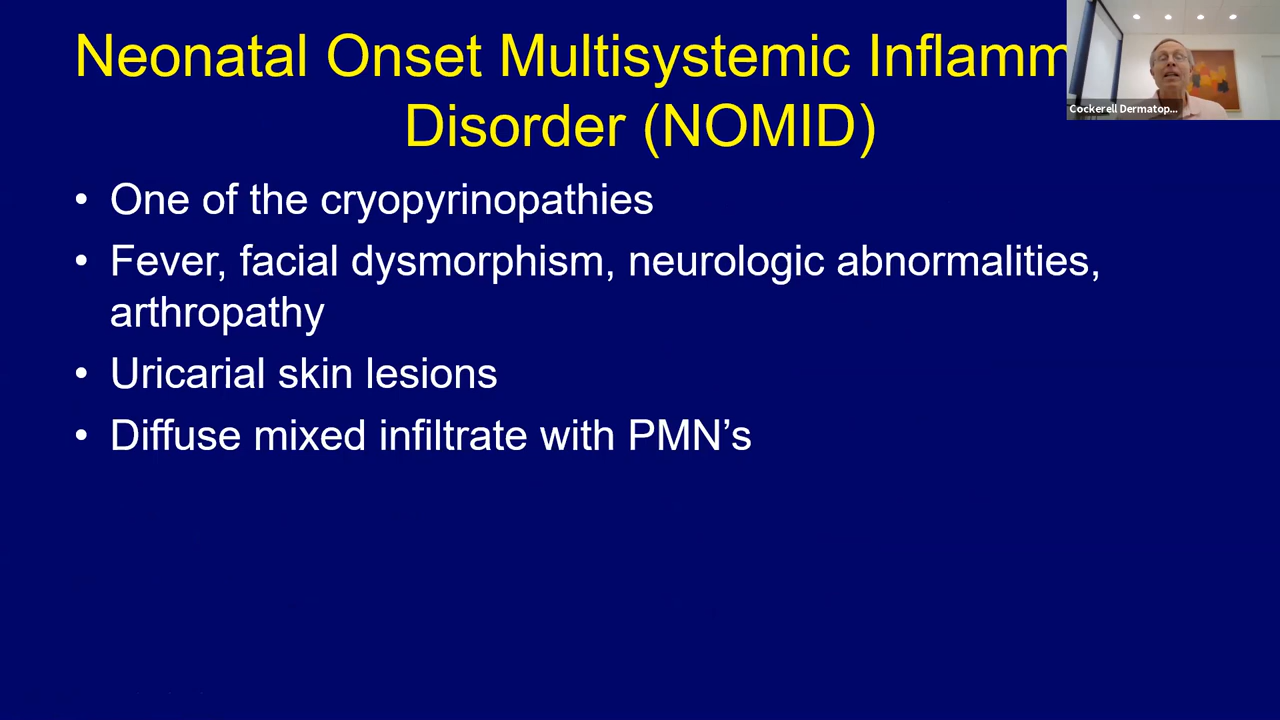 Neonatal Onset Multisystemic Inflamm
Disorder (NOMID)
Cockerell Dermatop...
• One of the cryopyrinopathies
• Fever, facial dysmorphism, neurologic abnormalities,
arthropathy
• Uricarial skin lesions
• Diffuse mixed infiltrate with PMN’s